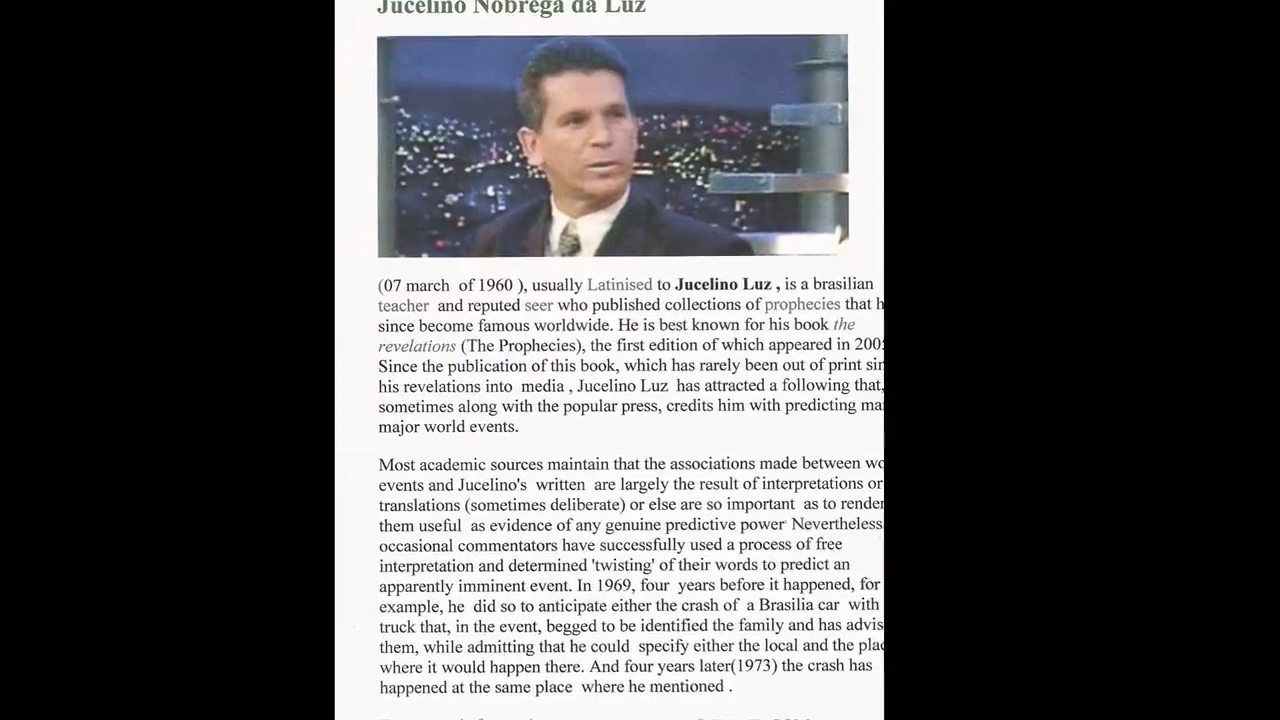 Jucelino Nobrega da Luz
(07 march of 1960 ), usually Latinised to Jucelino Luz , is a brasilian
teacher and reputed seer who published collections of prophecies that
since become famous worldwide. He is best known for his book the
revelations (The Prophecies), the first edition of which appeared in
Since the publication of this book, which has rarely been out of print
his revelations into media , Jucelino Luz has attracted a following that,
sometimes along with the popular press, credits him with predicting
major world events.
Most academic sources maintain that the associations made between
events and Jucelino's written are largely the result of interpretations or
translations (sometimes deliberate) or else are so important as to render
them useful as evidence of any genuine predictive power Nevertheless
occasional commentators have successfully used a process of free
interpretation and determined 'twisting' of their words to predict an
apparently imminent event. In 1969, four years before it happened, for
example, he did so to anticipate either the crash of a Brasilia car with
truck that, in the event, begged to be identified the family and has
them, while admitting that he could specify either the local and the
where it would happen there. And four years later(1973) the crash has
happened at the same place where he mentioned .